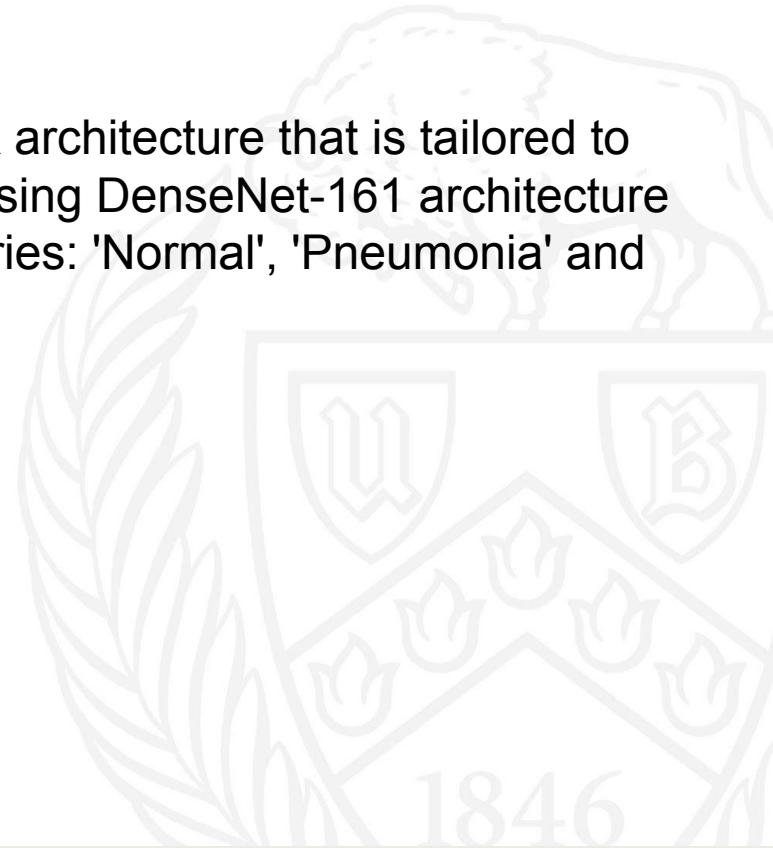 architecture that is tailored to
sing DenseNet-161 architecture
ries: 'Normal', 'Pneumonia' and
U B
1846